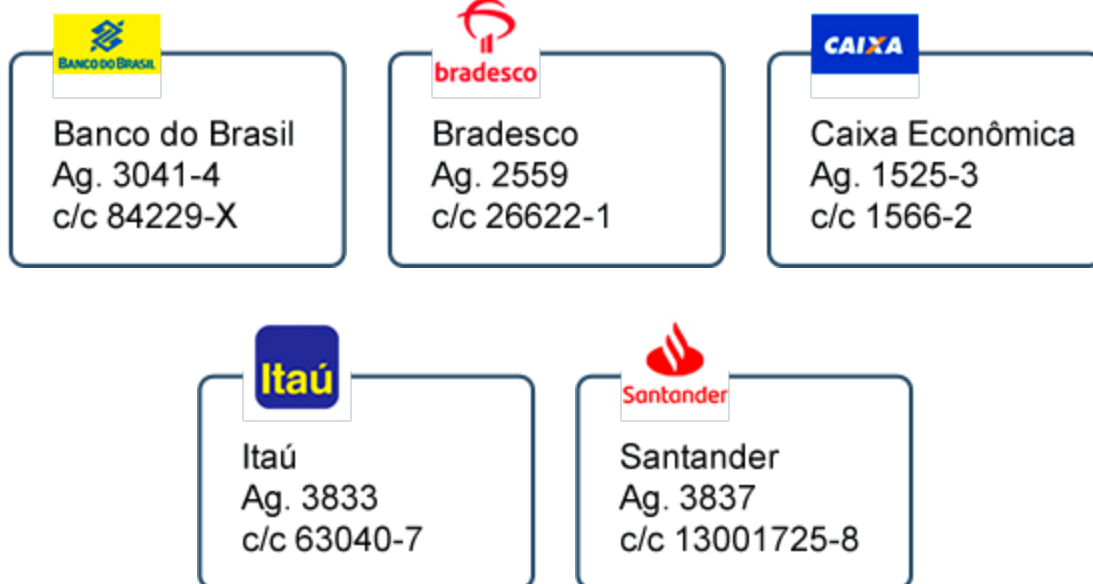 BANCO DO BRASIL
Banco do Brasil
Ag. 3041-4
c/c 84229-X
bradesco
Bradesco
Ag. 2559
c/c 26622-1
CAIXA
Caixa Econômica
Ag. 1525-3
c/c 1566-2
Itaú
Itaú
Ag. 3833
c/c 63040-7
Santander
Santander
Ag. 3837
c/c 13001725-8